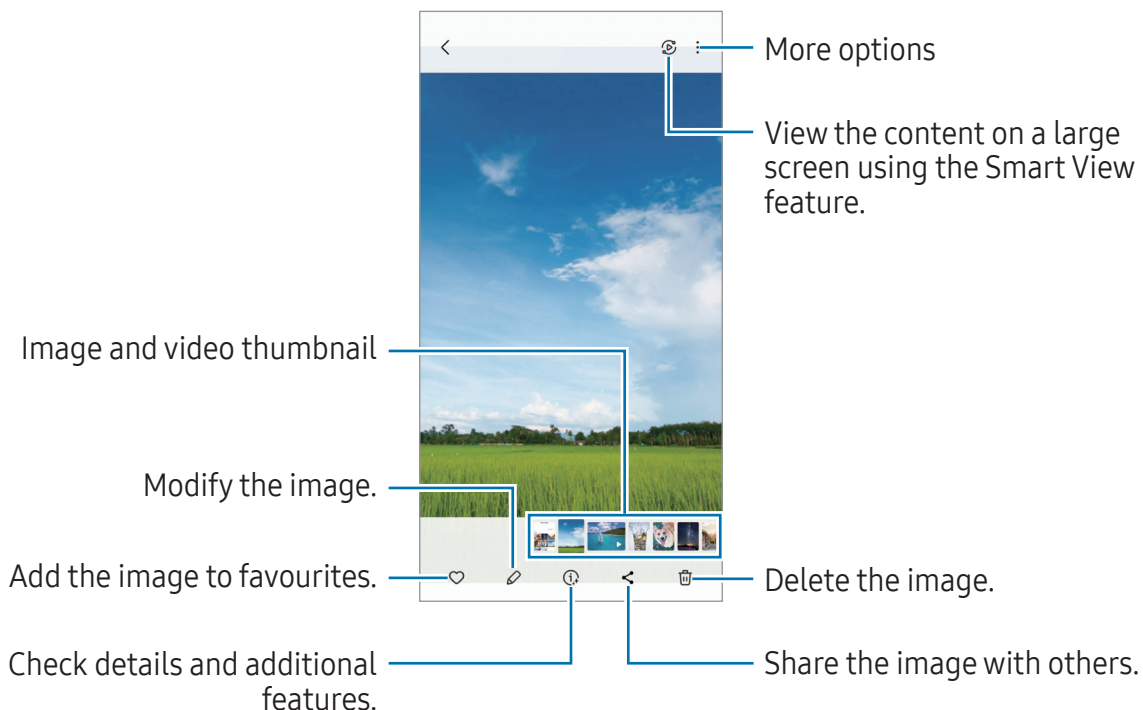 More options
View the content on a large
screen using the Smart View
feature.
Image and video thumbnail
Modify the image.
Add the image to favourites.
Delete the image.
Check details and additional
features.
Share the image with others.